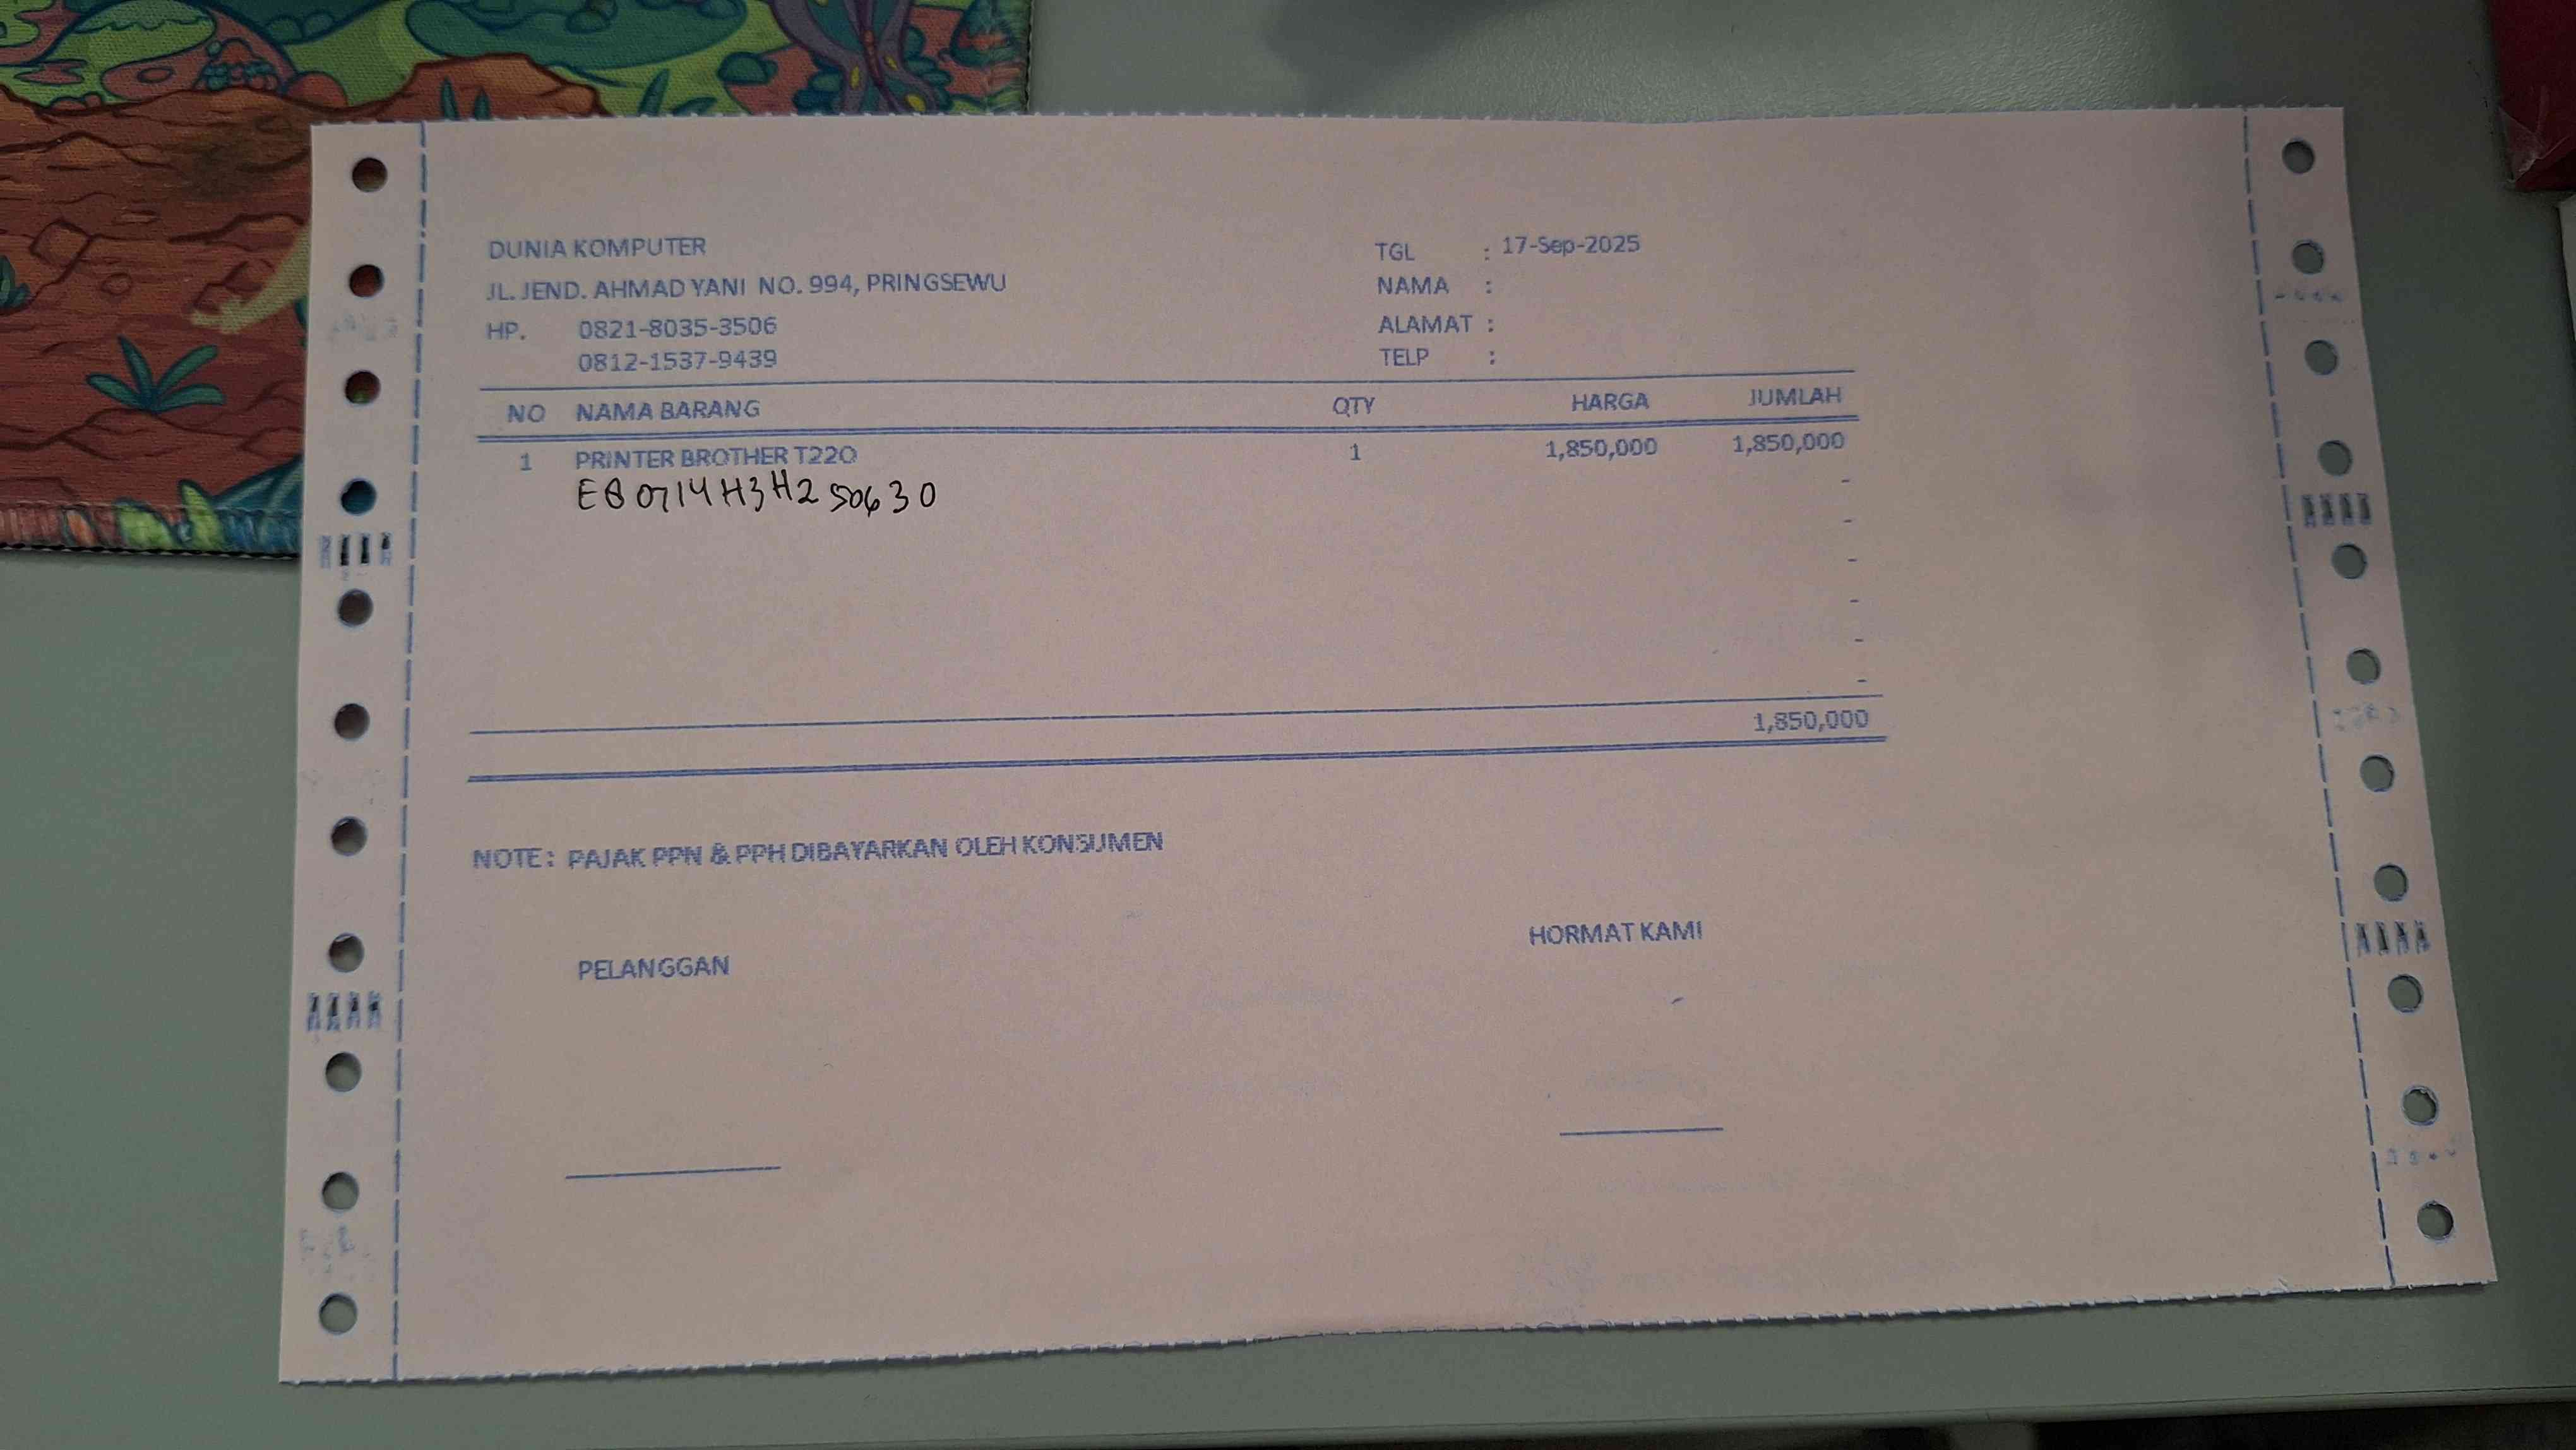 DUNIA KOMPUTER
JL. JEND. AHMAD YANI NO. 994, PRINGSEWU
HP. 0821-8035-3506
0812-1537-9439
TGL : 17-Sep-2025
NAMA :
ALAMAT :
TELP :
NO NAMA BARANG QTY HARGA JUMLAH
1 PRINTER BROTHER T220 1 1,850,000 1,850,000
E80714H3H250630
-
-
-
-
-
-
1,850,000
NOTE : PAJAK PPN & PPH DIBAYARKAN OLEH KONSUMEN
PELANGGAN
HORMAT KAMI